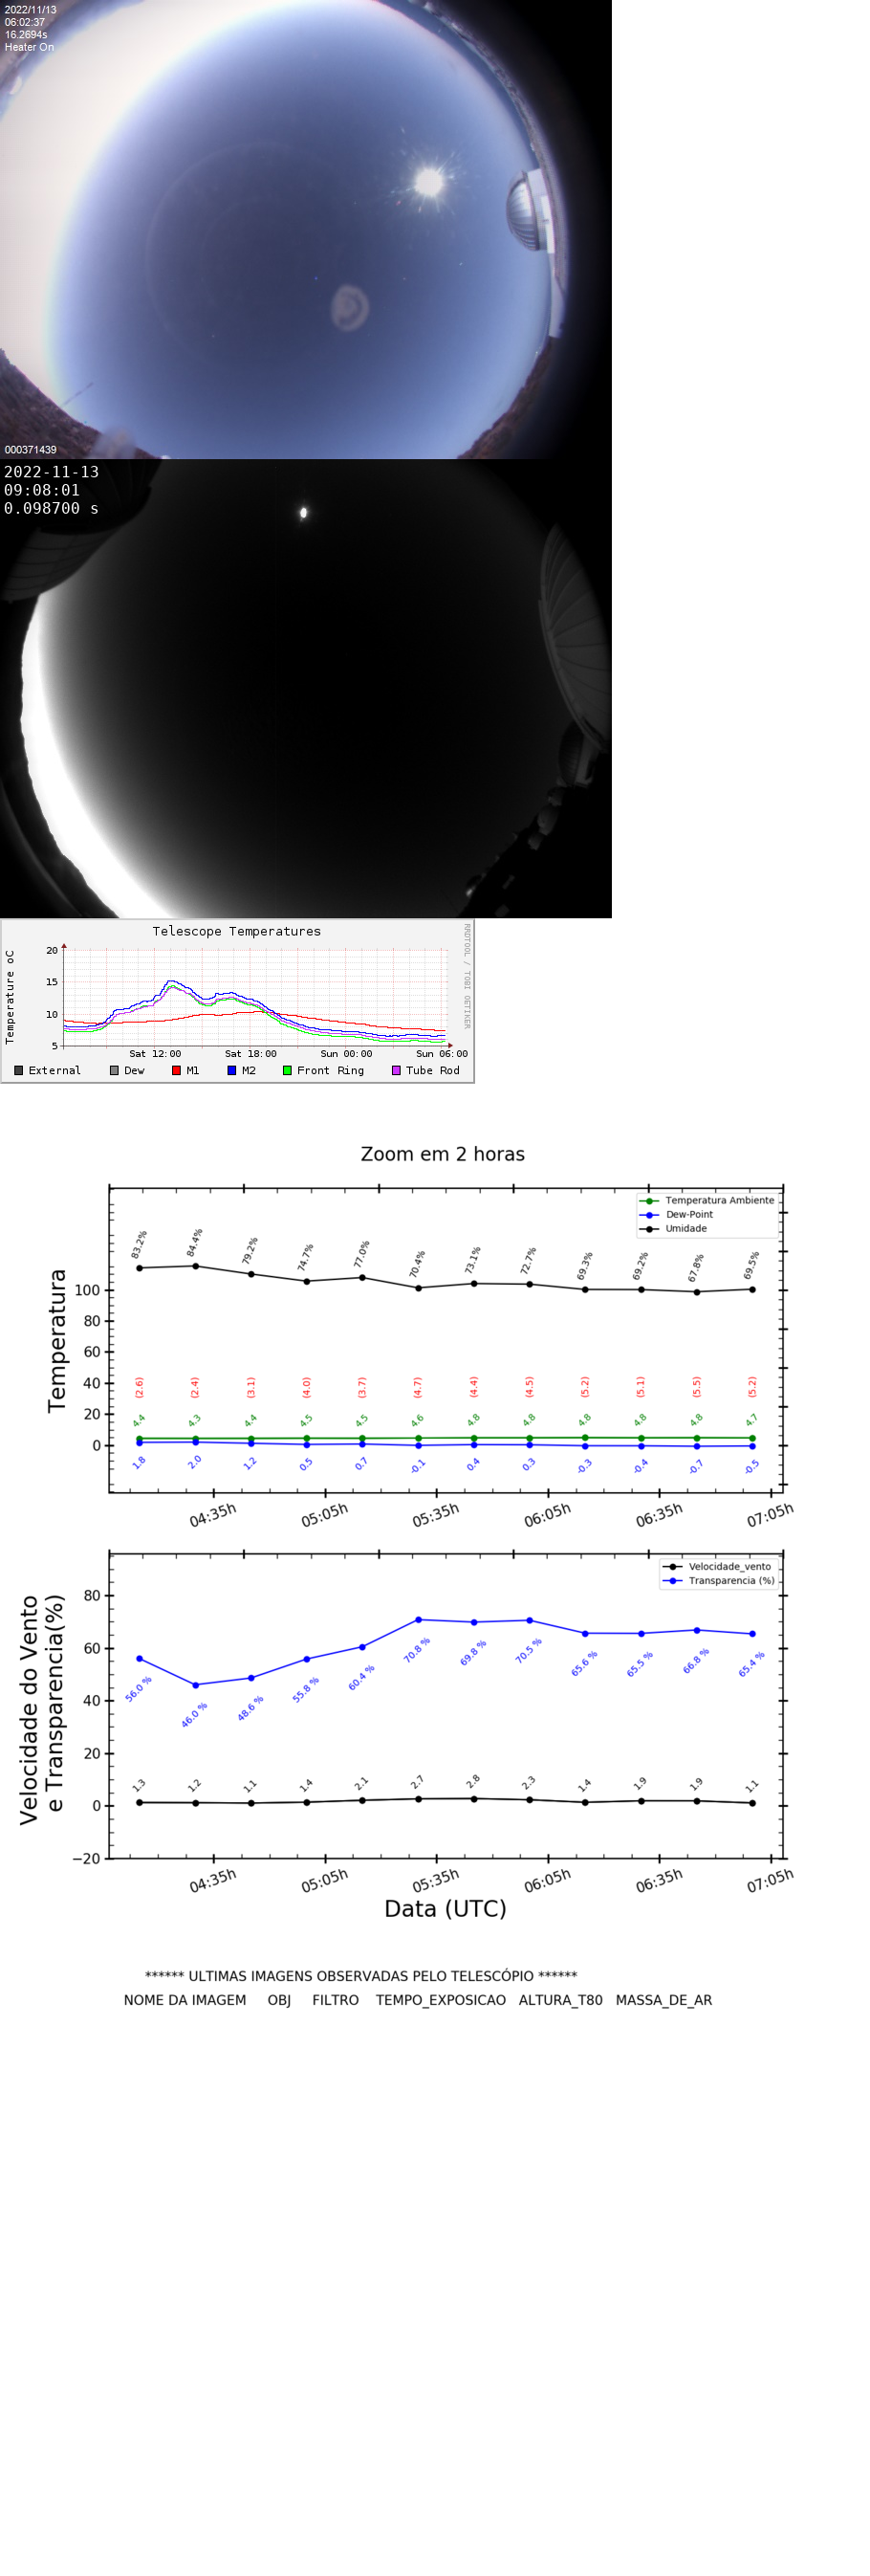 2022/11/13
06:02:37
16.2694s
Heater On
000371439
2022-11-13
09:08:01
0.098700 s
Telescope Temperatures
RRDTOOL / TOBI OETIKER
Temperature oC
20
15
10
5
Sat 12:00 Sat 18:00 Sun 00:00 Sun 06:00
External Dew M1 M2 Front Ring Tube Rod
Zoom em 2 horas
Temperatura Ambiente
Dew-Point
Umidade
Temperatura
83.2% 84.4% 79.2% 74.7% 77.0% 70.4% 73.1% 72.7% 69.3% 69.2% 67.8% 69.5%
100
80
60
40
20
0
(2.6) (2.4) (3.1) (4.0) (3.7) (4.7) (4.4) (4.5) (5.2) (5.1) (5.5) (5.2)
4.4 4.3 4.4 4.5 4.5 4.6 4.8 4.8 4.8 4.8 4.8 4.7
1.8 2.0 1.2 0.5 0.7 -0.1 0.4 0.3 -0.3 -0.4 -0.7 -0.5
04:35h 05:05h 05:35h 06:05h 06:35h 07:05h
Velocidade_vento
Transparencia (%)
Velocidade do Vento
e Transparencia(%)
80
60
40
20
0
−20
56.0 % 46.0 % 48.6 % 55.8 % 60.4 % 70.8 % 69.8 % 70.5 % 65.6 % 65.5 % 66.8 % 65.4 %
1.3 1.2 1.1 1.4 2.1 2.7 2.8 2.3 1.4 1.9 1.9 1.1
04:35h 05:05h 05:35h 06:05h 06:35h 07:05h
Data (UTC)
****** ULTIMAS IMAGENS OBSERVADAS PELO TELESCÓPIO ******
NOME DA IMAGEM OBJ FILTRO TEMPO_EXPOSICAO ALTURA_T80 MASSA_DE_AR